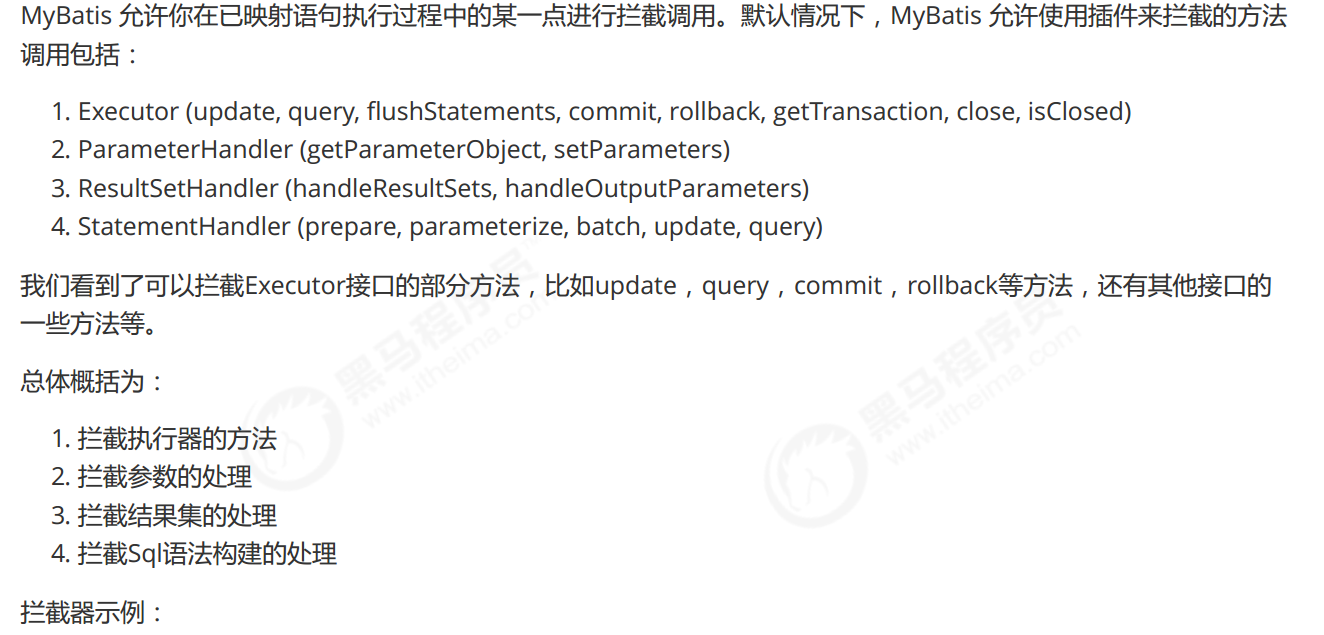 MyBatis 允许你在已映射语句执行过程中的某一点进行拦截调用。默认情况下，MyBatis 允许使用插件来拦截的方法
调用包括：
1. Executor (update, query, flushStatements, commit, rollback, getTransaction, close, isClosed)
2. ParameterHandler (getParameterObject, setParameters)
3. ResultSetHandler (handleResultSets, handleOutputParameters)
4. StatementHandler (prepare, parameterize, batch, update, query)
我们看到了可以拦截Executor接口的部分方法，比如update，query，commit，rollback等方法，还有其他接口的
一些方法等。
总体概括为：
1. 拦截执行器的方法
2. 拦截参数的处理
3. 拦截结果集的处理
4. 拦截Sql语法构建的处理
拦截器示例：
黑马程序员
www.itheima.com
黑马程序员
www.itheima.com